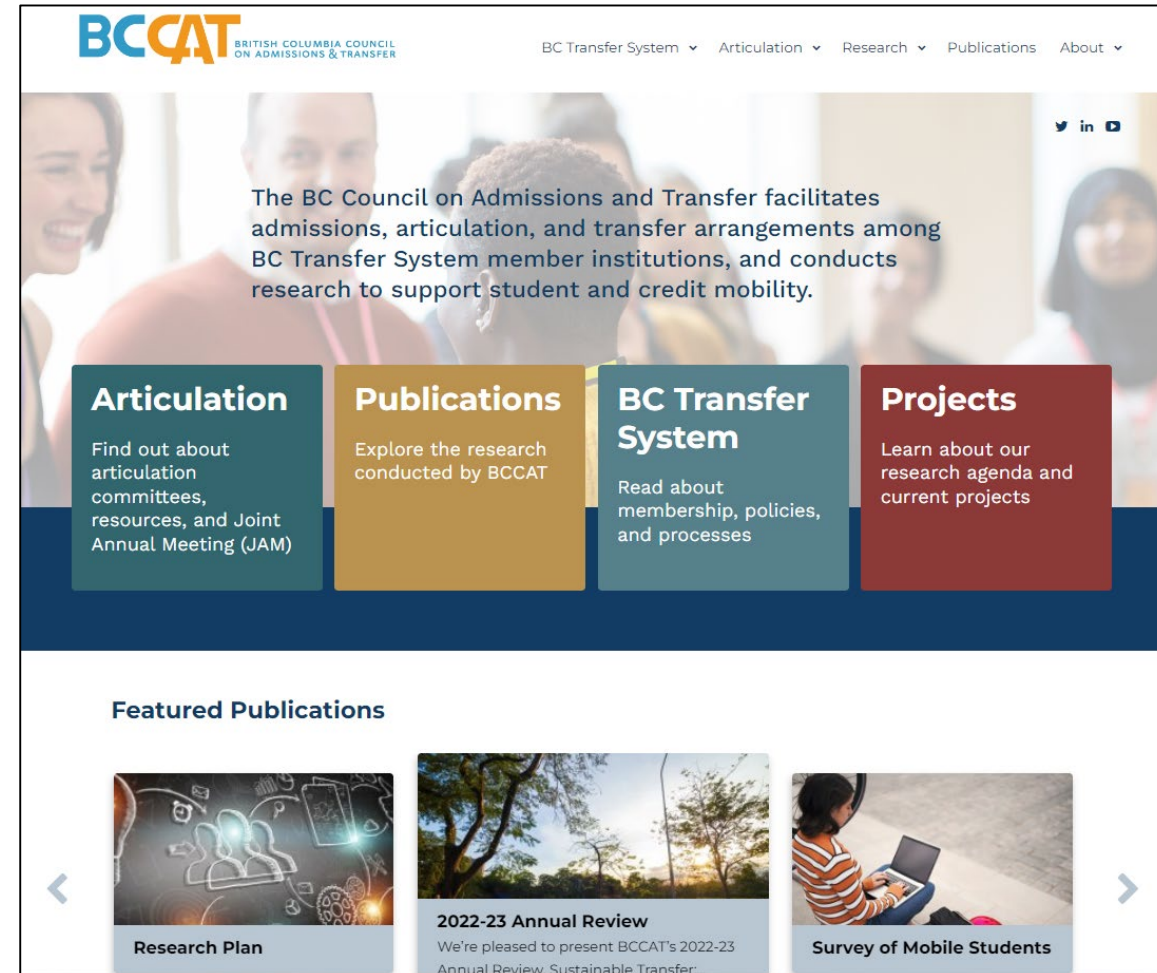 BCCAT
BRITISH COLUMBIA COUNCIL
ON ADMISSIONS & TRANSFER
BC Transfer System Articulation Research Publications About
in
The BC Council on Admissions and Transfer facilitates
admissions, articulation, and transfer arrangements among
BC Transfer System member institutions, and conducts
research to support student and credit mobility.
Articulation
Find out about
articulation
committees,
resources, and Joint
Annual Meeting (JAM)
Publications
Explore the research
conducted by BCCAT
BC Transfer
System
Read about
membership, policies,
and processes
Projects
Learn about our
research agenda and
current projects
Featured Publications
Research Plan
2022-23 Annual Review
We're pleased to present BCCAT's 2022-23
Annual Review, Sustainable Transfer:
Survey of Mobile Students